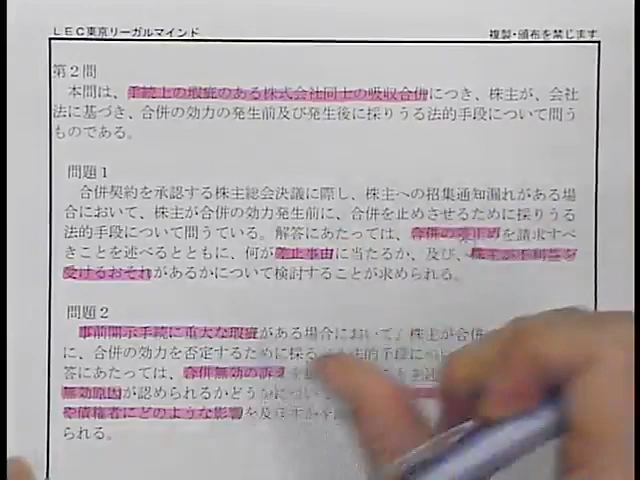 LEC東京リーガルマインド
複製・頒布を禁じます
第2問
本問は、手続上の瑕疵のある株式会社同士の吸収合併につき、株主が、会社
法に基づき、合併の効力の発生前及び発生後に採りうる法的手段について問う
ものである。
問題1
合併契約を承認する株主総会決議に際し、株主への招集通知漏れがある場
合において、株主が合併の効力発生前に、合併を止めさせるために採りうる
法的手段について問うている。解答にあたっては、合併の差止めを請求すべ
きことを述べるとともに、何が差止事由に当たるか、及び、株主が不利益を
受けるおそれがあるかについて検討することが求められる。
問題2
事前開示手続に重大な瑕疵がある場合において、株主が合併
に、合併の効力を否定するために採る
答にあたっては、合併無効の訴え
無効原因が認められるかどうか
や債権者にどのような影響を及ぼすかを
られる。